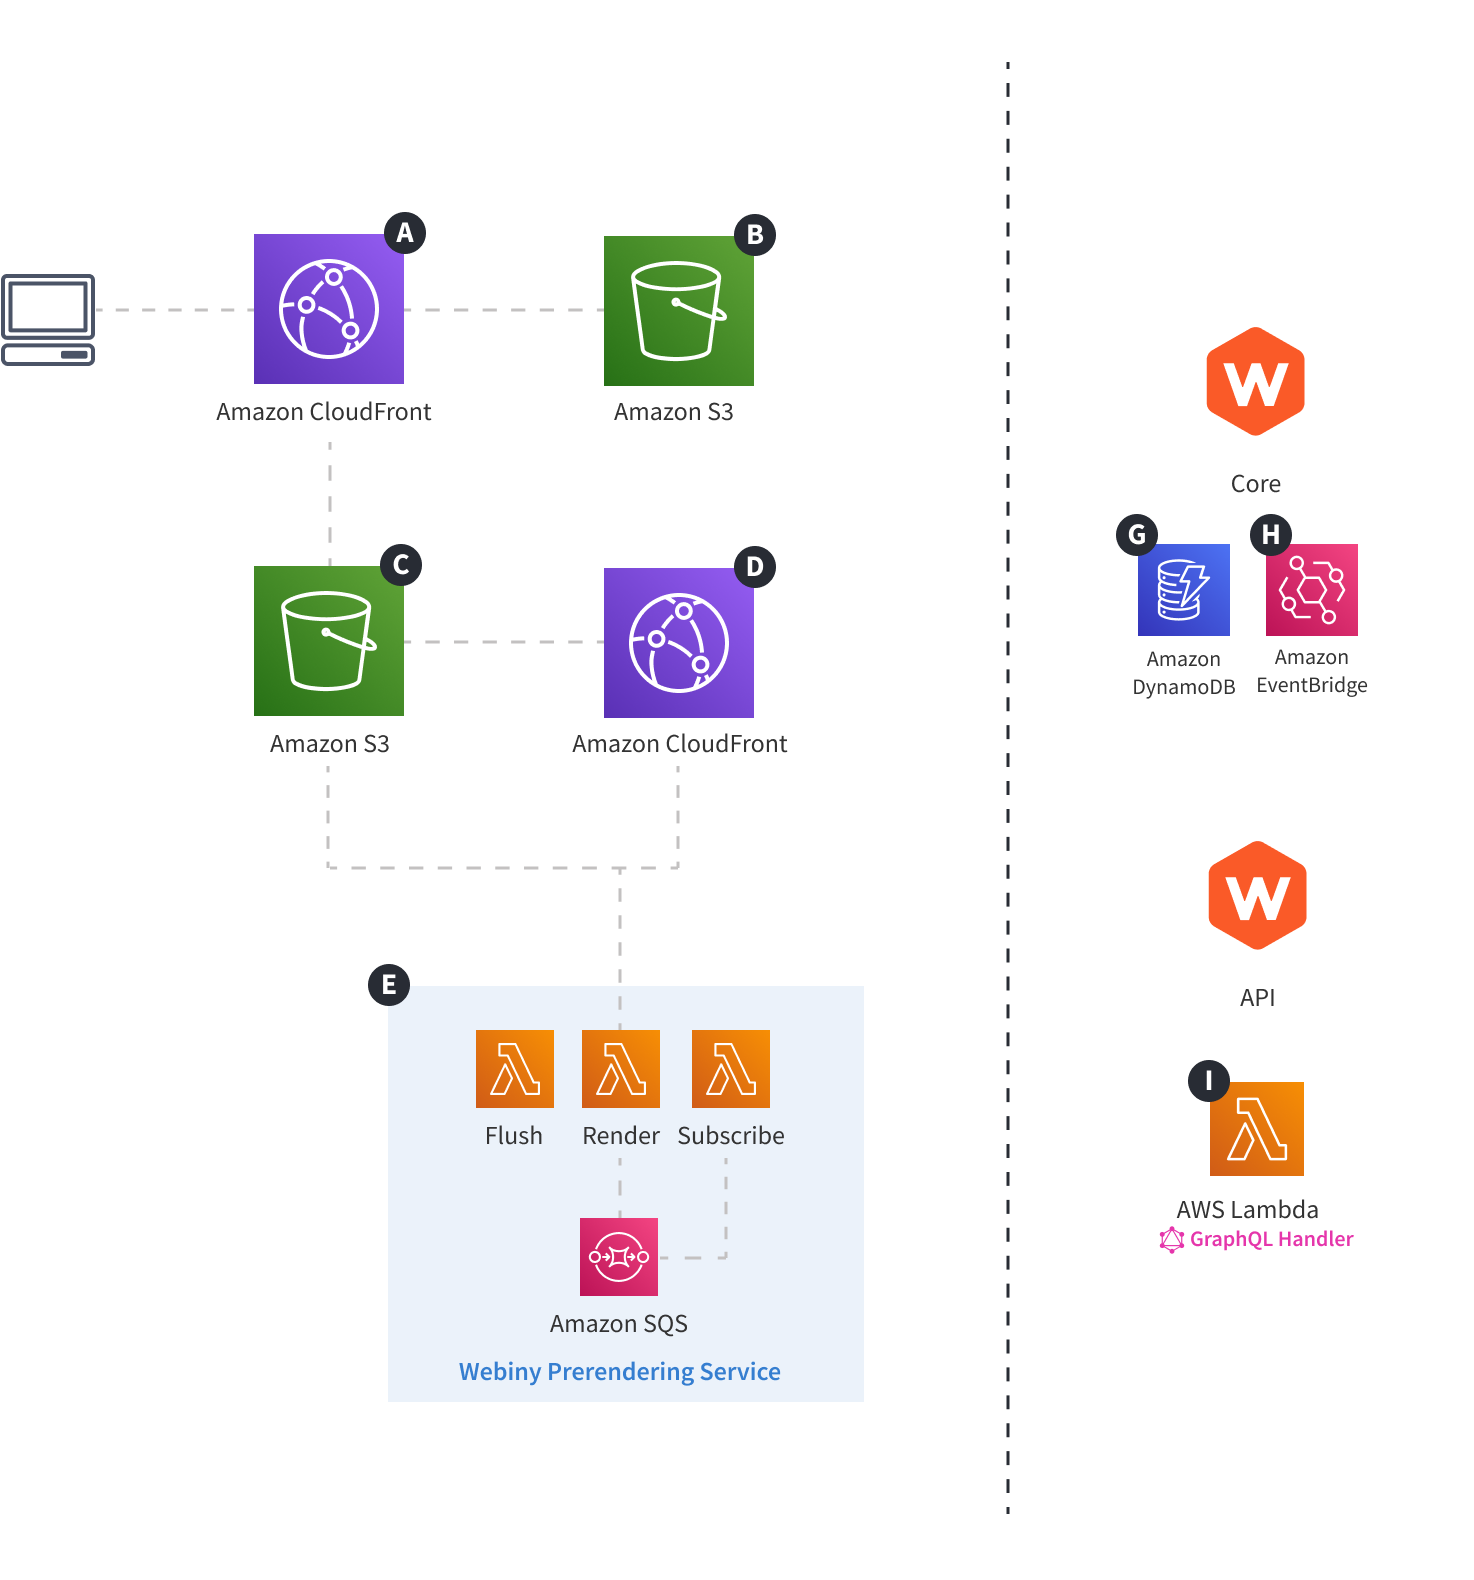 A
B
Amazon CloudFront
Amazon S3
C
D
Amazon S3
Amazon CloudFront
E
Flush
Render
Subscribe
Amazon SQS
Webiny Prerendering Service
W
Core
G
H
Amazon
DynamoDB
Amazon
EventBridge
W
API
I
AWS Lambda
GraphQL Handler